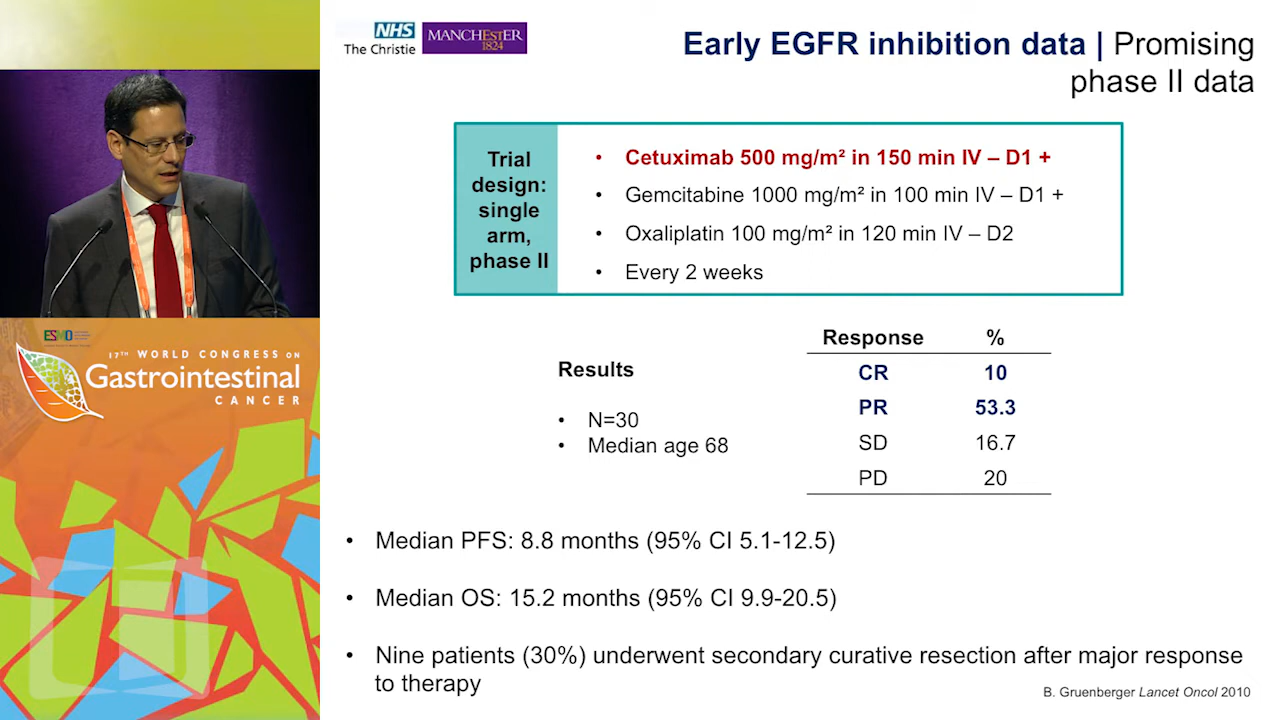 NHS
The Christie
MANCHESTER
1824
Early EGFR inhibition data | Promising
phase II data
Trial
design:
single
arm,
phase II
• Cetuximab 500 mg/m² in 150 min IV – D1 +
• Gemcitabine 1000 mg/m² in 100 min IV – D1 +
• Oxaliplatin 100 mg/m² in 120 min IV – D2
• Every 2 weeks
Results
• N=30
• Median age 68
Response %
CR 10
PR 53.3
SD 16.7
PD 20
• Median PFS: 8.8 months (95% CI 5.1-12.5)
• Median OS: 15.2 months (95% CI 9.9-20.5)
• Nine patients (30%) underwent secondary curative resection after major response
to therapy
B. Gruenberger Lancet Oncol 2010
ESMO
17TH WORLD CONGRESS ON
Gastrointestinal
CANCER